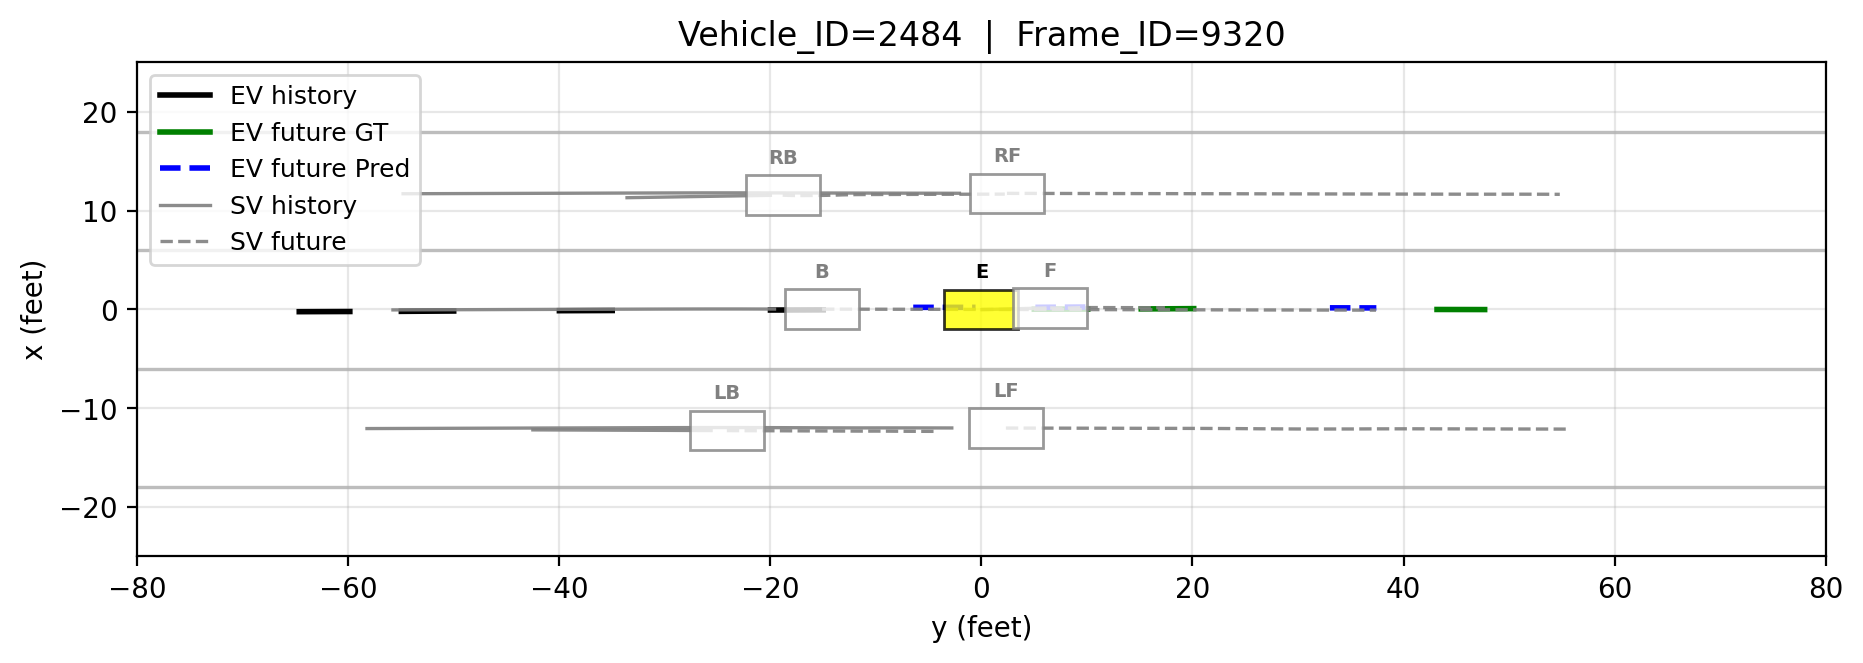 Vehicle_ID=2484 | Frame_ID=9320
EV history
EV future GT
EV future Pred
SV history
SV future
RB
RF
B
E
F
LB
LF
20
10
0
−10
−20
x (feet)
−80
−60
−40
−20
0
20
40
60
80
y (feet)